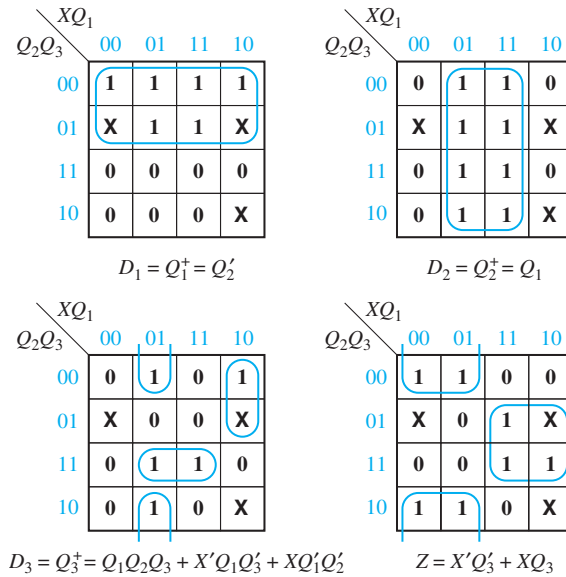 XQ₁ XQ₁
Q₂Q₃ 00 01 11 10 Q₂Q₃ 00 01 11 10
00 1 1 1 1 00 0 1 1 0
01 X 1 1 X 01 X 1 1 X
11 0 0 0 0 11 0 1 1 0
10 0 0 0 X 10 0 1 1 X
D₁ = Q₁⁺ = Q₂′ D₂ = Q₂⁺ = Q₁
XQ₁ XQ₁
Q₂Q₃ 00 01 11 10 Q₂Q₃ 00 01 11 10
00 0 1 0 1 00 1 1 0 0
01 X 0 0 X 01 X 0 1 X
11 0 1 1 0 11 0 0 1 1
10 0 1 0 X 10 1 1 0 X
D₃ = Q₃⁺ = Q₁Q₂Q₃ + X′Q₁Q₃′ + XQ₁′Q₂′ Z = X′Q₃′ + XQ₃